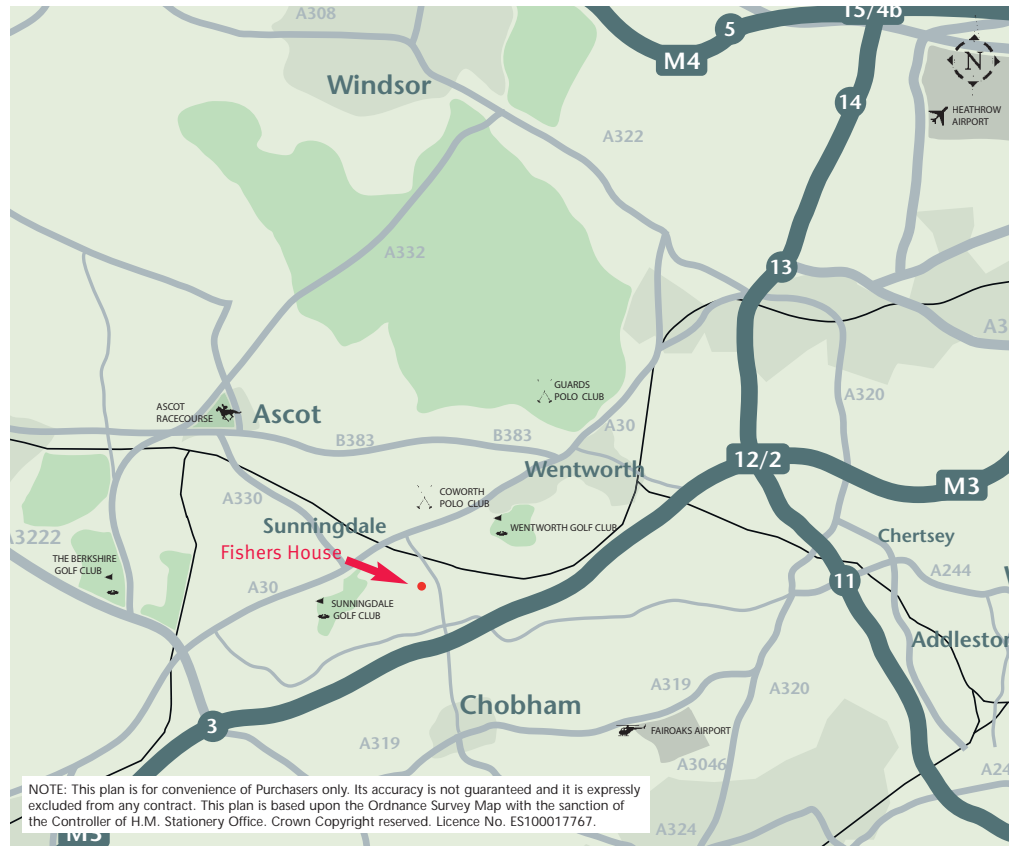 A308
15/4b
5
M4
N
Windsor
14
HEATHROW
AIRPORT
A322
A332
13
A3
GUARDS
POLO CLUB
A320
ASCOT
RACECOURSE
Ascot
A30
B383
B383
12/2
Wentworth
M3
COWORTH
POLO CLUB
A330
Sunningdale
WENTWORTH GOLF CLUB
Chertsey
A3222
Fishers House
THE BERKSHIRE
GOLF CLUB
A244
11
A30
SUNNINGDALE
GOLF CLUB
Addleston
A319
A320
Chobham
3
FAIROAKS AIRPORT
A319
A3046
A24
NOTE: This plan is for convenience of Purchasers only. Its accuracy is not guaranteed and it is expressly
excluded from any contract. This plan is based upon the Ordnance Survey Map with the sanction of
the Controller of H.M. Stationery Office. Crown Copyright reserved. Licence No. ES100017767.
A324
M3